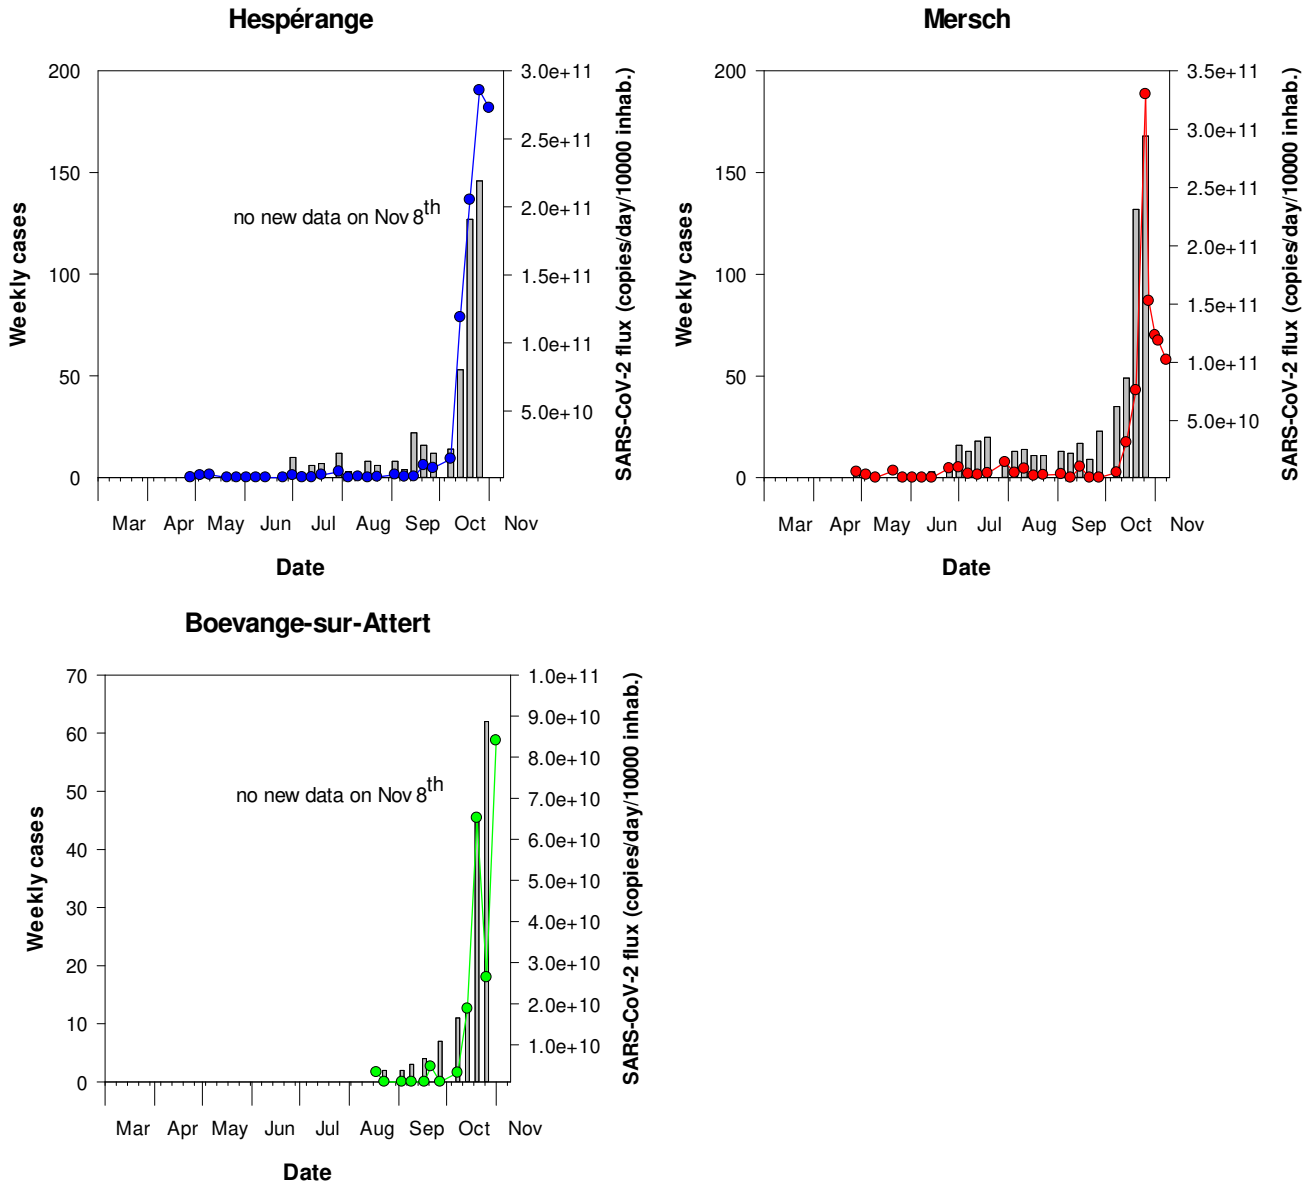 Hespérange
200
150
100
50
0
Weekly cases
3.0e+11
2.5e+11
2.0e+11
1.5e+11
1.0e+11
5.0e+10
SARS-CoV-2 flux (copies/day/10000 inhab.)
no new data on Nov 8th
Mar Apr May Jun Jul Aug Sep Oct Nov
Date
Mersch
200
150
100
50
0
Weekly cases
3.5e+11
3.0e+11
2.5e+11
2.0e+11
1.5e+11
1.0e+11
5.0e+10
SARS-CoV-2 flux (copies/day/10000 inhab.)
Mar Apr May Jun Jul Aug Sep Oct Nov
Date
Boevange-sur-Attert
70
60
50
40
30
20
10
0
Weekly cases
1.0e+11
9.0e+10
8.0e+10
7.0e+10
6.0e+10
5.0e+10
4.0e+10
3.0e+10
2.0e+10
1.0e+10
SARS-CoV-2 flux (copies/day/10000 inhab.)
no new data on Nov 8th
Mar Apr May Jun Jul Aug Sep Oct Nov
Date